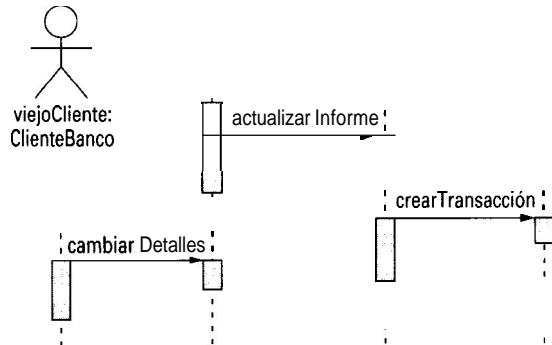 viejoCliente:
ClienteBanco
actualizar Informe
crearTransacción
cambiar Detalles